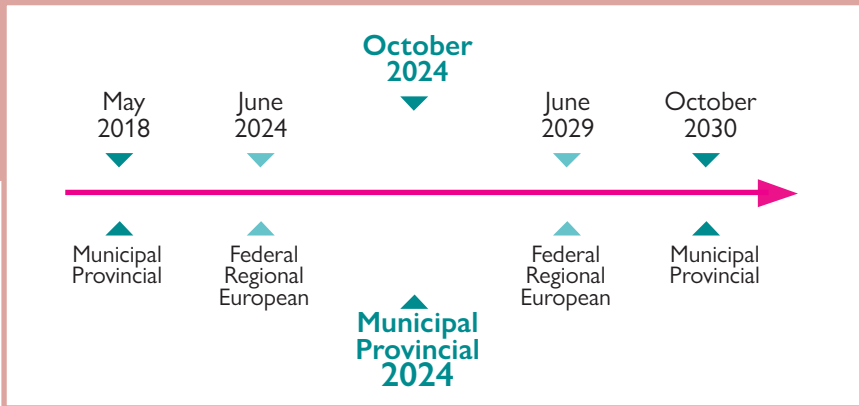 October
2024
May
2018
June
2024
June
2029
October
2030
Municipal
Provincial
Federal
Regional
European
Federal
Regional
European
Municipal
Provincial
Municipal
Provincial
2024